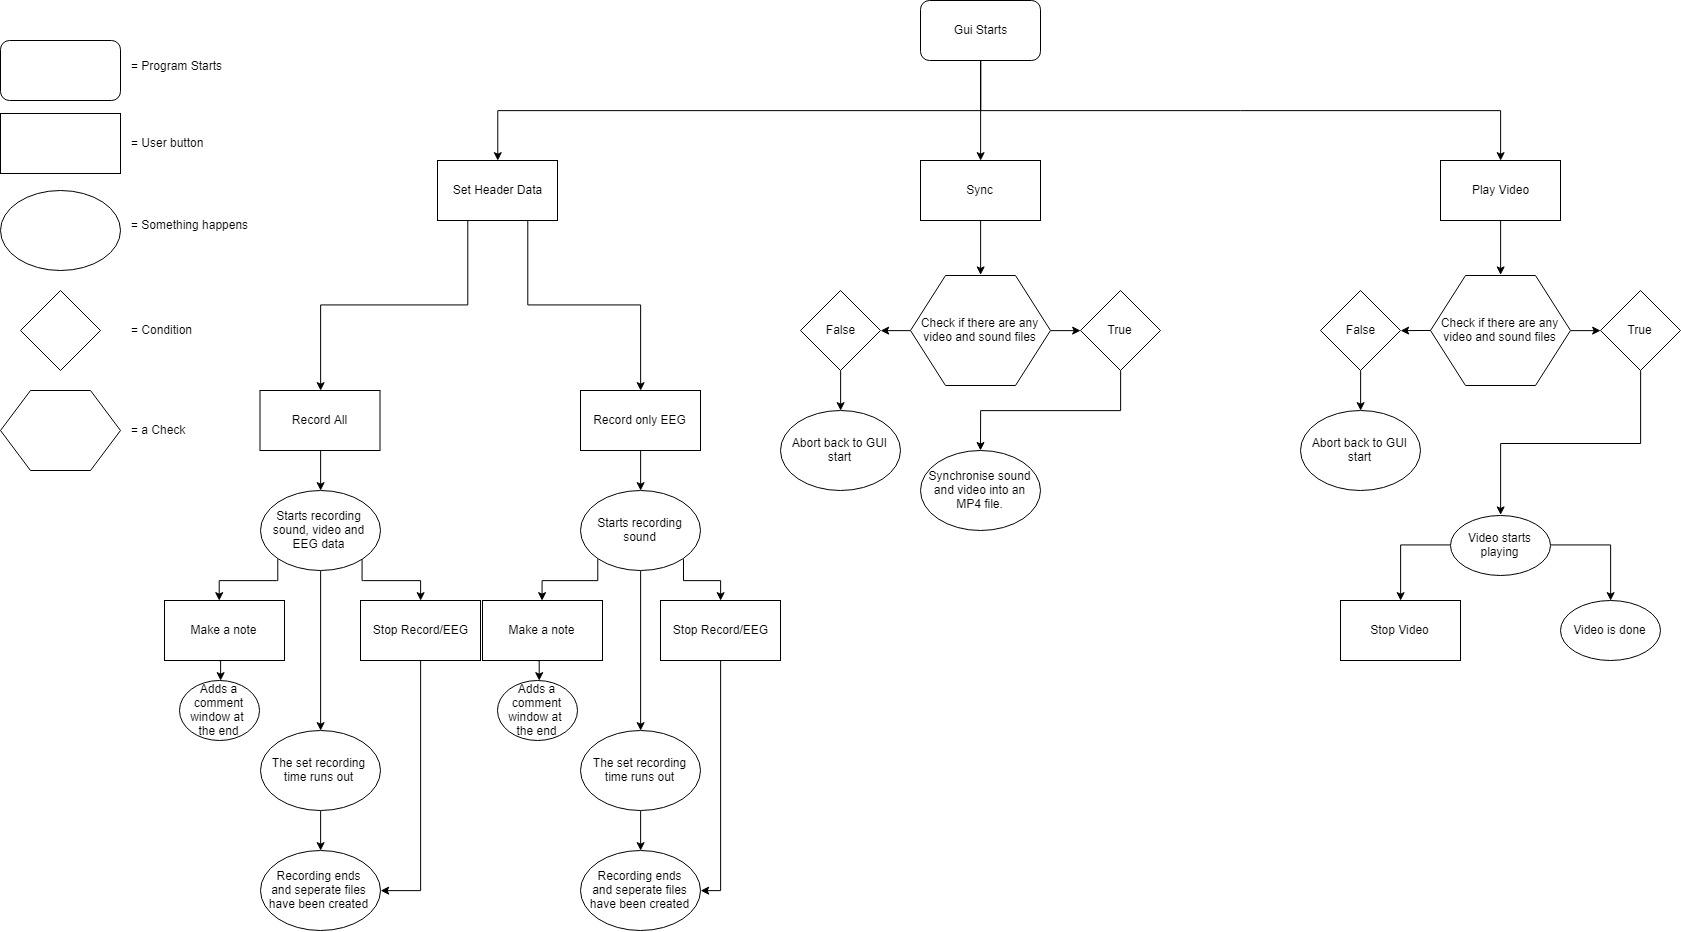 Gui Starts
= Program Starts
= User button
= Something happens
= Condition
= a Check
Set Header Data
Sync
Play Video
False
Check if there are any
video and sound files
True
False
Check if there are any
video and sound files
True
Record All
Record only EEG
Abort back to GUI
start
Synchronise sound
and video into an
MP4 file.
Abort back to GUI
start
Starts recording
sound, video and
EEG data
Starts recording
sound
Video starts
playing
Make a note
Stop Record/EEG
Make a note
Stop Record/EEG
Stop Video
Video is done
Adds a
comment
window at
the end
Adds a
comment
window at
the end
The set recording
time runs out
The set recording
time runs out
Recording ends
and seperate files
have been created
Recording ends
and seperate files
have been created